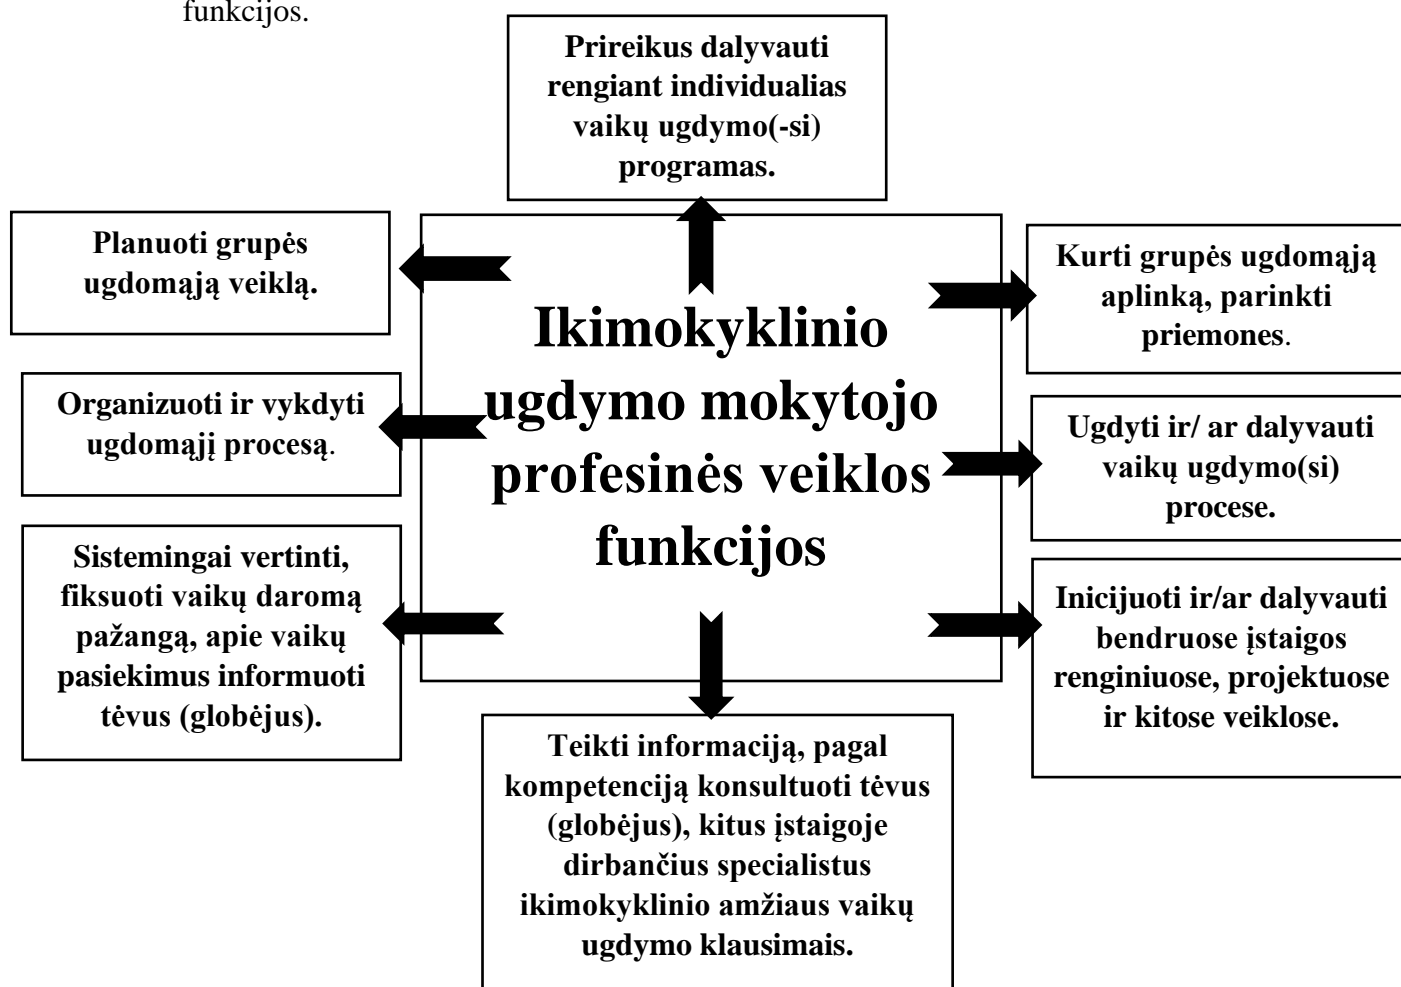 funkcijos.
Prireikus dalyvauti
rengiant individualias
vaikų ugdymo(-si)
programas.
Planuoti grupės
ugdomąją veiklą.
Kurti grupės ugdomąją
aplinką, parinkti
priemones.
Ikimokyklinio
ugdymo mokytojo
profesinės veiklos
funkcijos
Organizuoti ir vykdyti
ugdomąjį procesą.
Ugdyti ir/ ar dalyvauti
vaikų ugdymo(si)
procese.
Sistemingai vertinti,
fiksuoti vaikų daromą
pažangą, apie vaikų
pasiekimus informuoti
tėvus (globėjus).
Inicijuoti ir/ar dalyvauti
bendruose įstaigos
renginiuose, projektuose
ir kitose veiklose.
Teikti informaciją, pagal
kompetenciją konsultuoti tėvus
(globėjus), kitus įstaigoje
dirbančius specialistus
ikimokyklinio amžiaus vaikų
ugdymo klausimais.